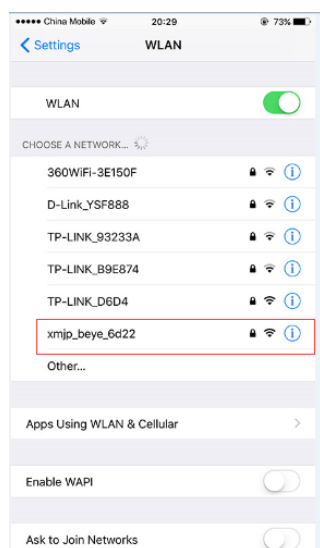 China Mobile 20:29 73%
Settings WLAN
WLAN
CHOOSE A NETWORK...
360WiFi-3E150F
D-Link_YSF888
TP-LINK_93233A
TP-LINK_B9E874
TP-LINK_D6D4
xmjp_beye_6d22
Other...
Apps Using WLAN & Cellular
Enable WAPI
Ask to Join Networks